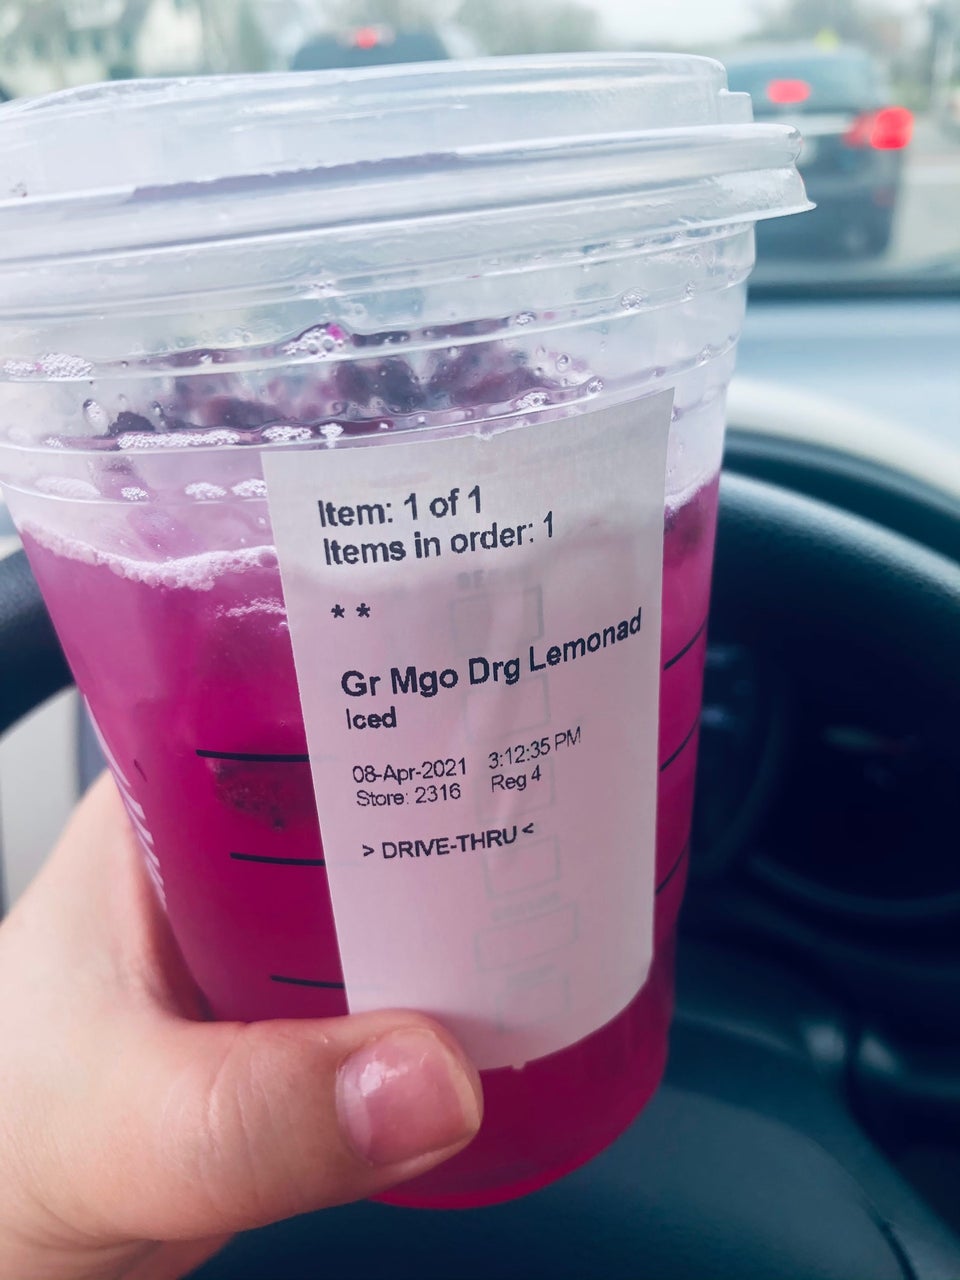 Item: 1 of 1
Items in order: 1
* *
Gr Mgo Drg Lemonad
Iced
08-Apr-2021 3:12:35 PM
Store: 2316 Reg 4
> DRIVE-THRU <